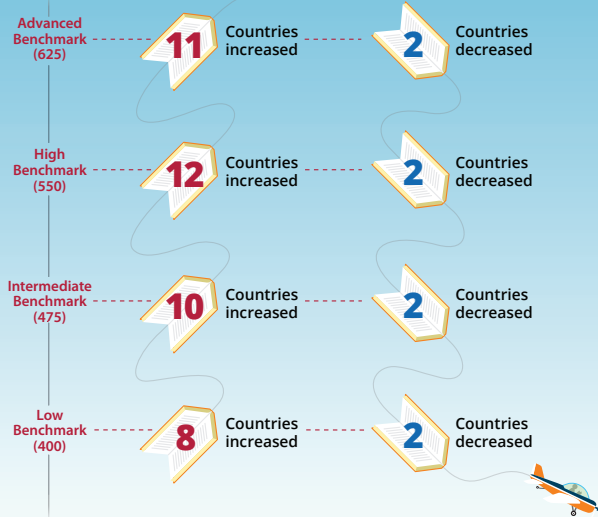 Advanced
Benchmark
(625)
11
Countries
increased
2
Countries
decreased
High
Benchmark
(550)
12
Countries
increased
2
Countries
decreased
Intermediate
Benchmark
(475)
10
Countries
increased
2
Countries
decreased
Low
Benchmark
(400)
8
Countries
increased
2
Countries
decreased